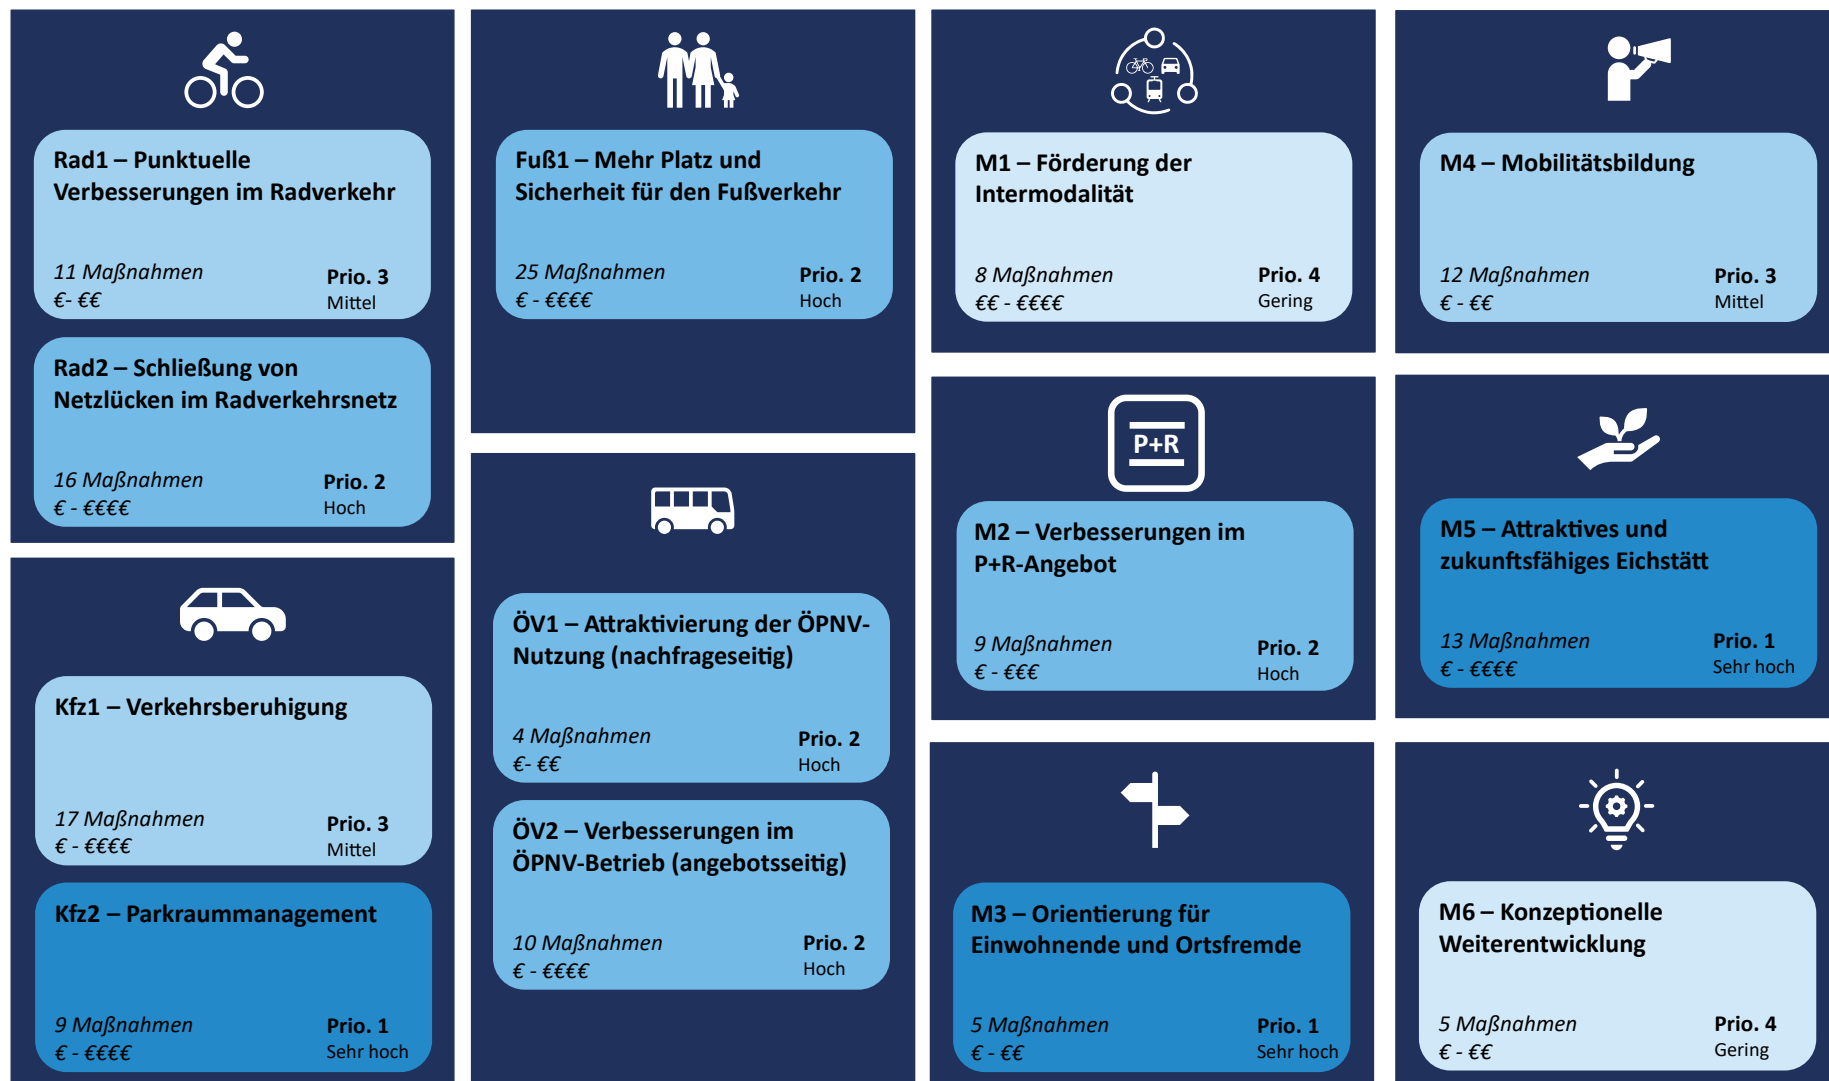 Rad1 – Punktuelle
Verbesserungen im Radverkehr
11 Maßnahmen
€- €€
Prio. 3
Mittel
Rad2 – Schließung von
Netzlücken im Radverkehrsnetz
16 Maßnahmen
€ - €€€€
Prio. 2
Hoch
Kfz1 – Verkehrsberuhigung
17 Maßnahmen
€ - €€€€
Prio. 3
Mittel
Kfz2 – Parkraummanagement
9 Maßnahmen
€ - €€€€
Prio. 1
Sehr hoch
Fuß1 – Mehr Platz und
Sicherheit für den Fußverkehr
25 Maßnahmen
€ - €€€€
Prio. 2
Hoch
ÖV1 – Attraktivierung der ÖPNV-
Nutzung (nachfrageseitig)
4 Maßnahmen
€- €€
Prio. 2
Hoch
ÖV2 – Verbesserungen im
ÖPNV-Betrieb (angebotsseitig)
10 Maßnahmen
€ - €€€€
Prio. 2
Hoch
M1 – Förderung der
Intermodalität
8 Maßnahmen
€€ - €€€€
Prio. 4
Gering
P+R
M2 – Verbesserungen im
P+R-Angebot
9 Maßnahmen
€ - €€€
Prio. 2
Hoch
M3 – Orientierung für
Einwohnende und Ortsfremde
5 Maßnahmen
€ - €€
Prio. 1
Sehr hoch
M4 – Mobilitätsbildung
12 Maßnahmen
€ - €€
Prio. 3
Mittel
M5 – Attraktives und
zukunftsfähiges Eichstätt
13 Maßnahmen
€ - €€€€
Prio. 1
Sehr hoch
M6 – Konzeptionelle
Weiterentwicklung
5 Maßnahmen
€ - €€
Prio. 4
Gering